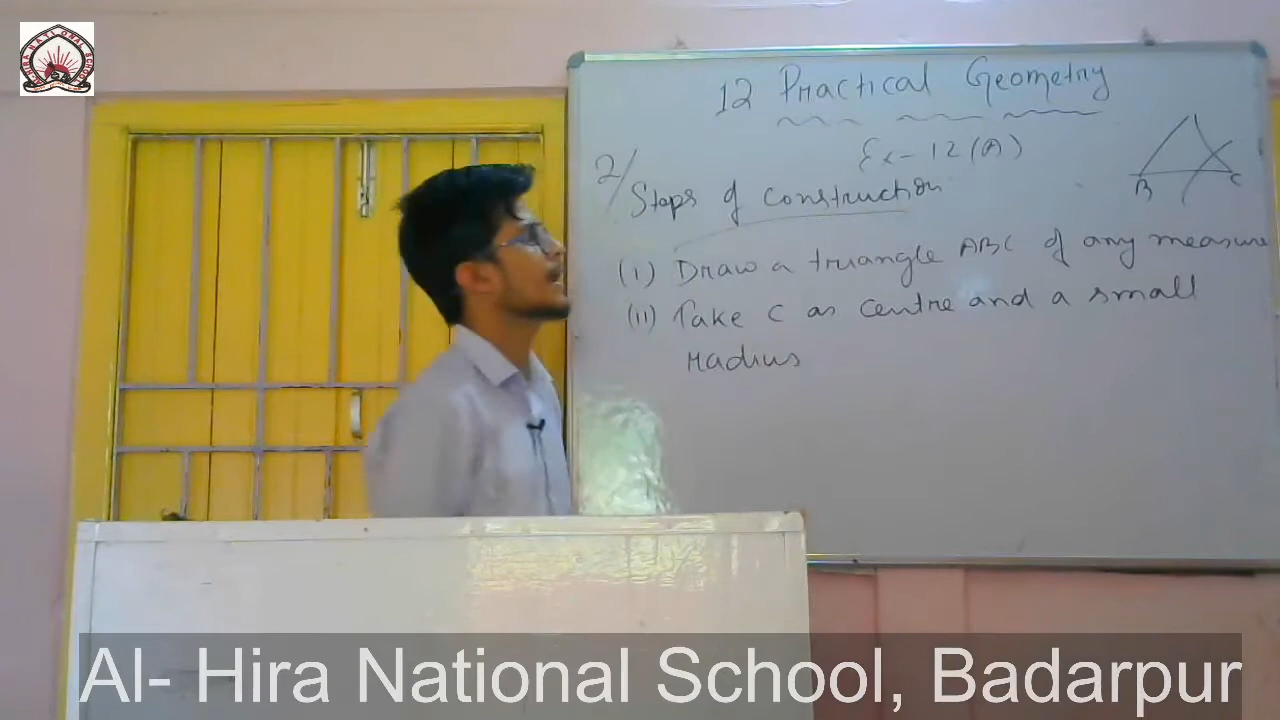 12 Practical Geometry
Ex-12(A)
2/
Steps of construction
B
C
(I) Draw a triangle ABC of any measure
(II) Take C as centre and a small
radius
Al- Hira National School, Badarpur